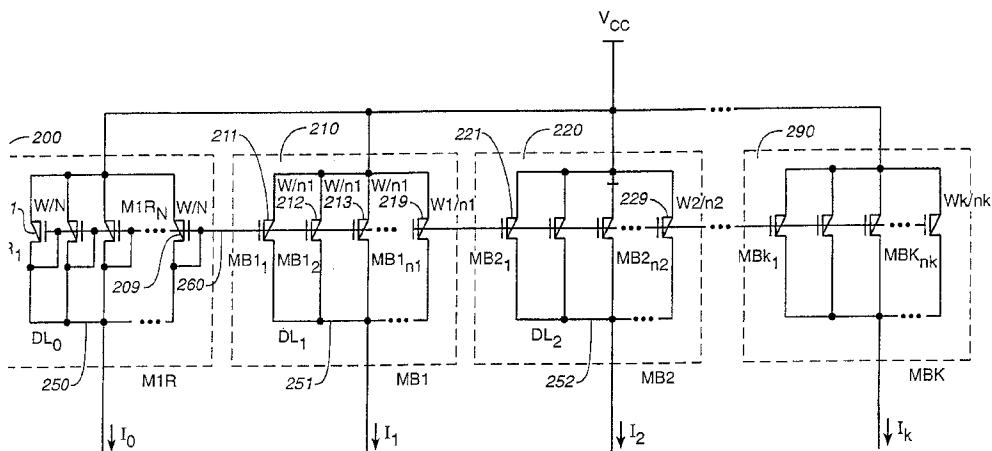 V_CC
200
211
210
221
220
290
1
W/N
M1R_N
W/N
W/n1
W/n1
W/n1
212
213
219
W1/n1
229
W2/n2
Wk/nk
R_1
209
260
MB1_1
MB1_2
MB1_n1
MB2_1
MB2_n2
MBk_1
MBK_nk
DL_0
DL_1
DL_2
250
M1R
251
MB1
252
MB2
MBK
I_0
I_1
I_2
I_k